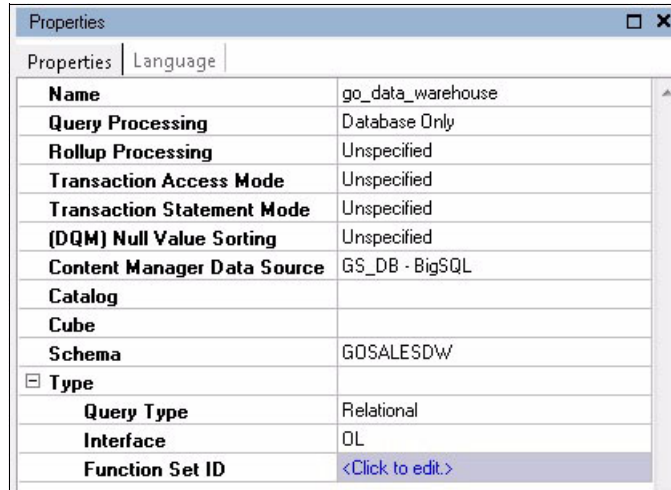 Properties
Properties Language
Name go_data_warehouse
Query Processing Database Only
Rollup Processing Unspecified
Transaction Access Mode Unspecified
Transaction Statement Mode Unspecified
(DQM) Null Value Sorting Unspecified
Content Manager Data Source GS_DB - BigSQL
Catalog
Cube
Schema GOSALESDW
Type
Query Type Relational
Interface OL
Function Set ID <Click to edit.>